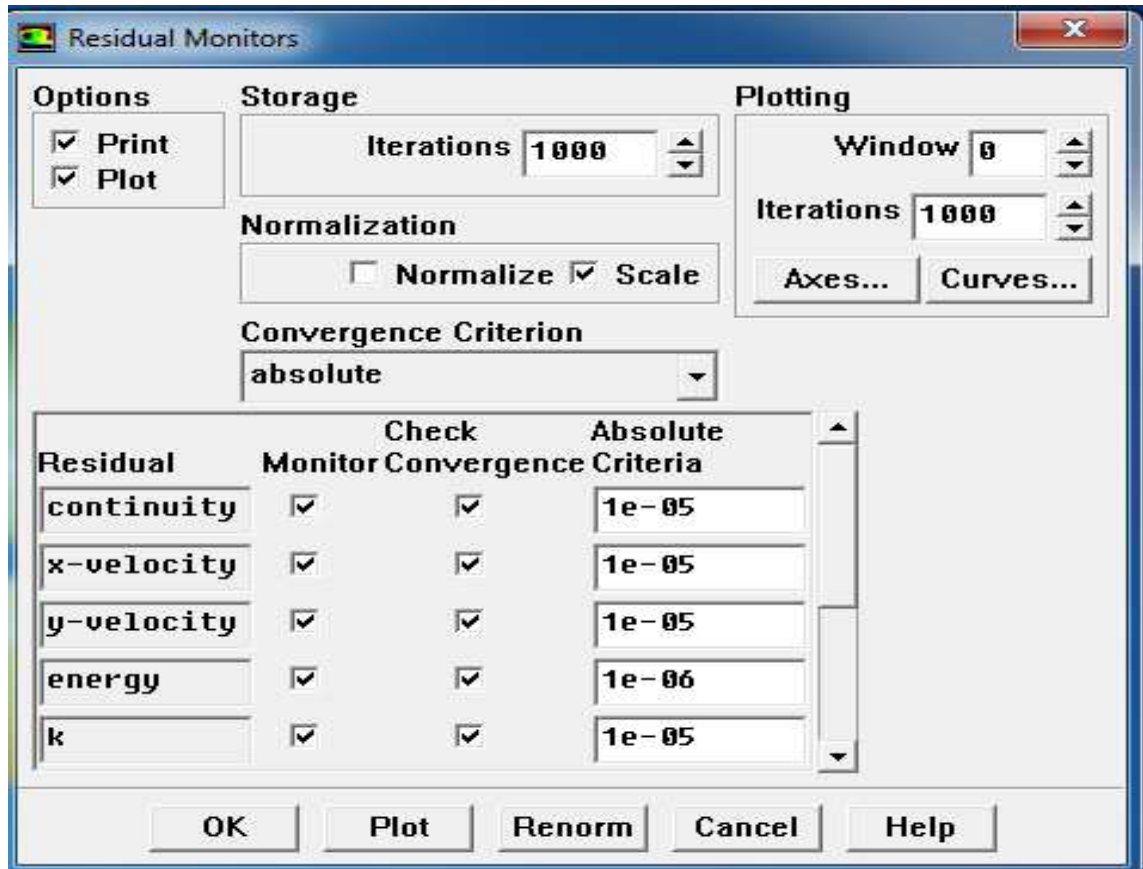 Residual Monitors
Options
Print
Plot
Storage
Iterations 1000
Normalization
Normalize Scale
Convergence Criterion
absolute
Plotting
Window 0
Iterations 1000
Axes... Curves...
Residual Monitor Check Convergence Absolute Criteria
continuity 1e-05
x-velocity 1e-05
y-velocity 1e-05
energy 1e-06
k 1e-05
OK Plot Renorm Cancel Help